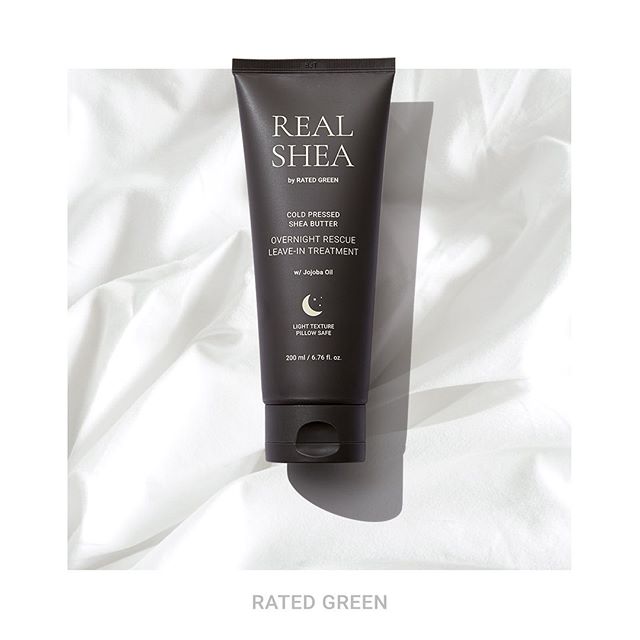 REAL
SHEA
by RATED GREEN
COLD PRESSED
SHEA BUTTER
OVERNIGHT RESCUE
LEAVE-IN TREATMENT
w/ Jojoba Oil
LIGHT TEXTURE
PILLOW SAFE
200 ml / 6.76 fl. oz.
RATED GREEN